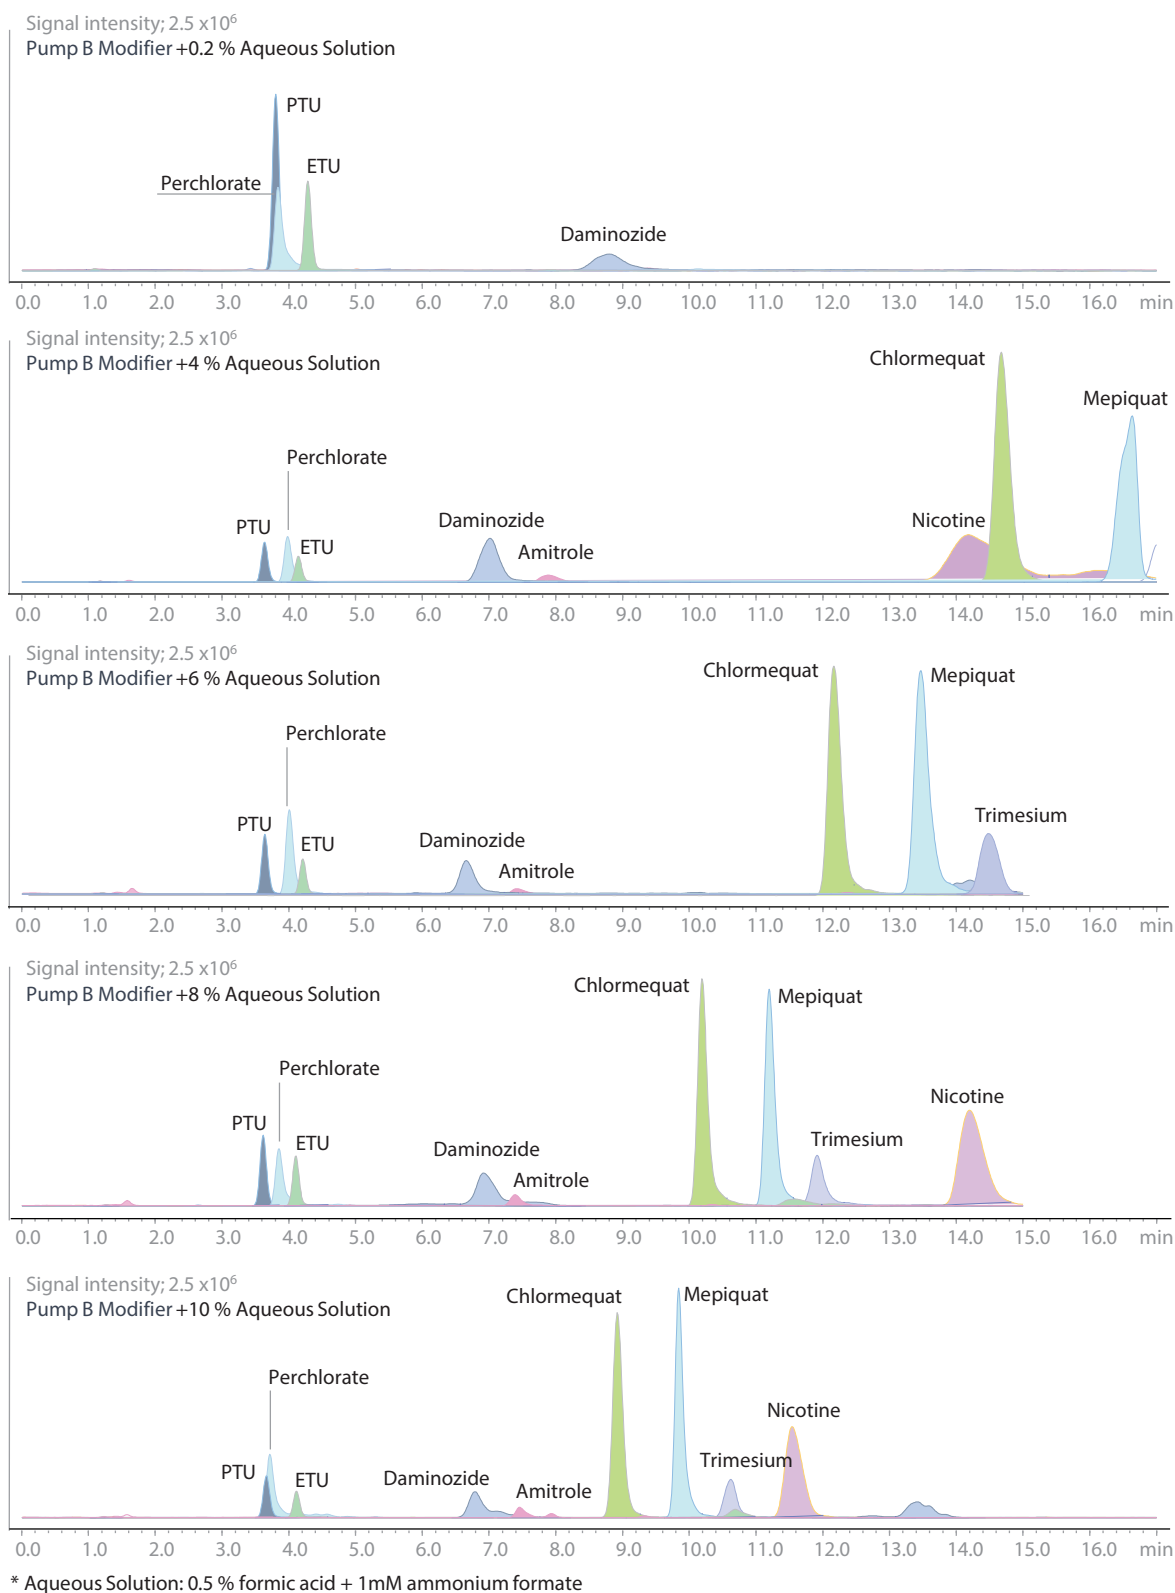 Signal intensity; 2.5 x10⁶
Pump B Modifier +0.2 % Aqueous Solution
PTU
ETU
Perchlorate
Daminozide
0.0 1.0 2.0 3.0 4.0 5.0 6.0 7.0 8.0 9.0 10.0 11.0 12.0 13.0 14.0 15.0 16.0 min
Signal intensity; 2.5 x10⁶
Pump B Modifier +4 % Aqueous Solution
Chlormequat
Mepiquat
Perchlorate
Daminozide
Nicotine
PTU
ETU
Amitrole
0.0 1.0 2.0 3.0 4.0 5.0 6.0 7.0 8.0 9.0 10.0 11.0 12.0 13.0 14.0 15.0 16.0 min
Signal intensity; 2.5 x10⁶
Pump B Modifier +6 % Aqueous Solution
Chlormequat
Mepiquat
Perchlorate
Trimesium
PTU
ETU
Daminozide
Amitrole
0.0 1.0 2.0 3.0 4.0 5.0 6.0 7.0 8.0 9.0 10.0 11.0 12.0 13.0 14.0 15.0 16.0 min
Signal intensity; 2.5 x10⁶
Pump B Modifier +8 % Aqueous Solution
Chlormequat
Mepiquat
Perchlorate
Nicotine
PTU
ETU
Daminozide
Trimesium
Amitrole
0.0 1.0 2.0 3.0 4.0 5.0 6.0 7.0 8.0 9.0 10.0 11.0 12.0 13.0 14.0 15.0 16.0 min
Signal intensity; 2.5 x10⁶
Pump B Modifier +10 % Aqueous Solution
Chlormequat
Mepiquat
Perchlorate
Nicotine
Trimesium
PTU
ETU
Daminozide
Amitrole
0.0 1.0 2.0 3.0 4.0 5.0 6.0 7.0 8.0 9.0 10.0 11.0 12.0 13.0 14.0 15.0 16.0 min
* Aqueous Solution: 0.5 % formic acid + 1mM ammonium formate